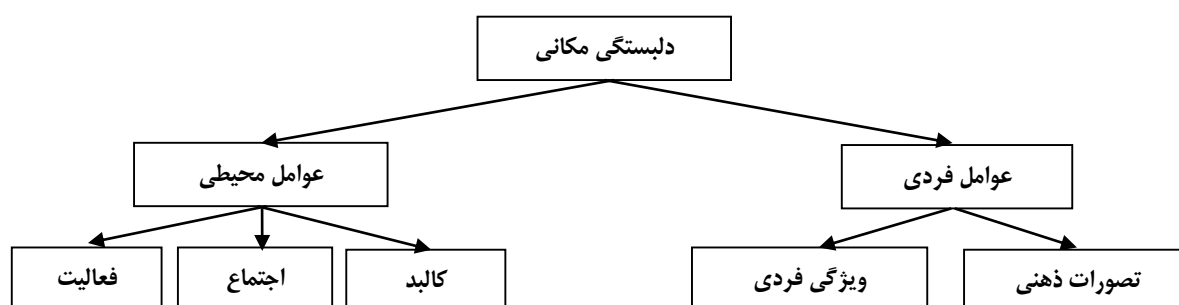 دلبستگی مکانی
عوامل فردی
عوامل محیطی
تصورات ذهنی
ویژگی فردی
کالبد
اجتماع
فعالیت